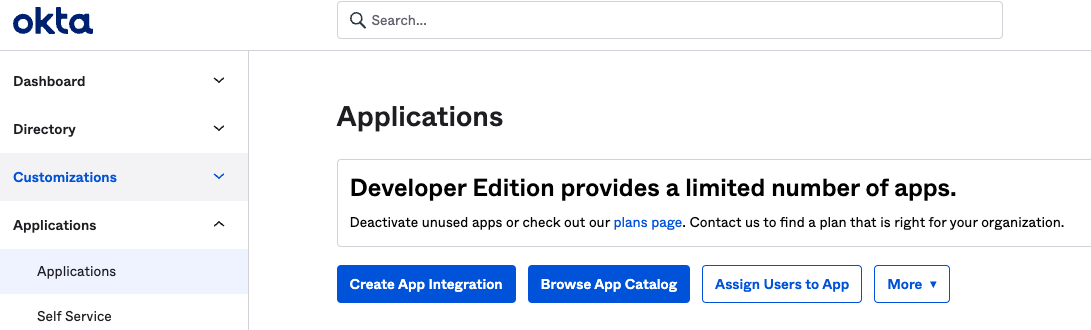 okta
Search...
Dashboard
Directory
Customizations
Applications
Applications
Self Service
Applications
Developer Edition provides a limited number of apps.
Deactivate unused apps or check out our plans page. Contact us to find a plan that is right for your organization.
Create App Integration
Browse App Catalog
Assign Users to App
More